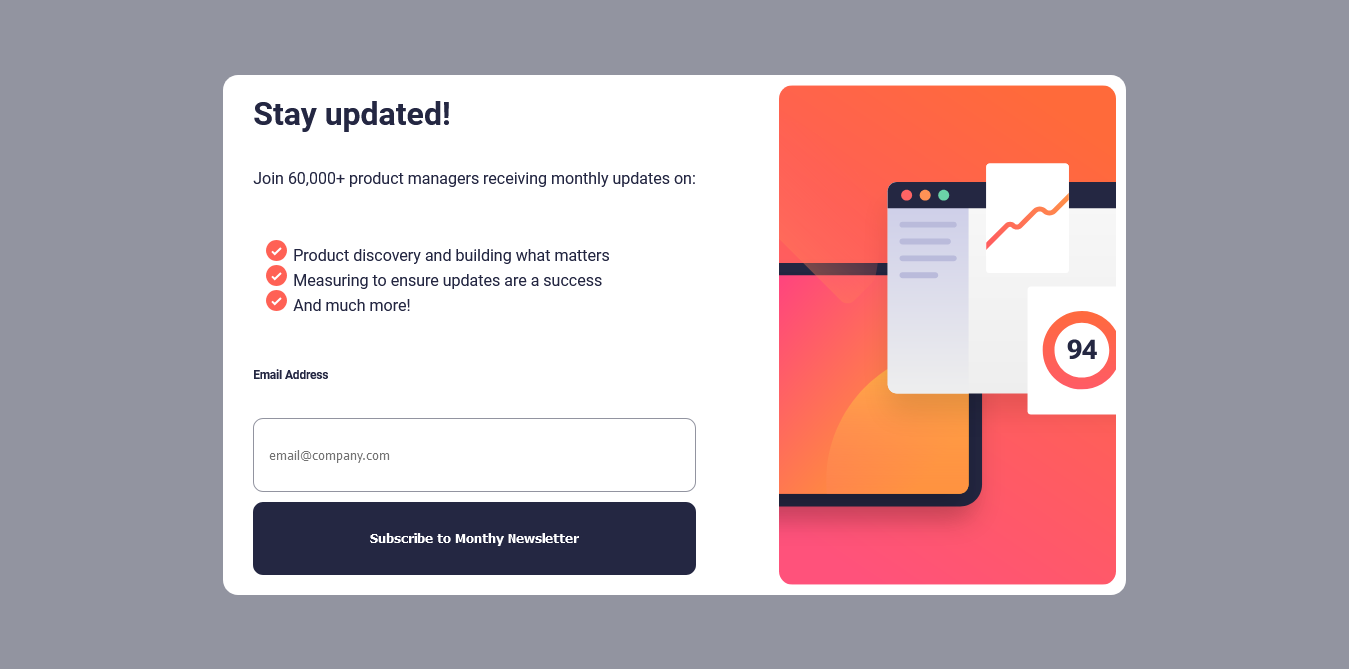 Stay updated!
Join 60,000+ product managers receiving monthly updates on:
Product discovery and building what matters
Measuring to ensure updates are a success
And much more!
Email Address
email@company.com
Subscribe to Monthy Newsletter
94